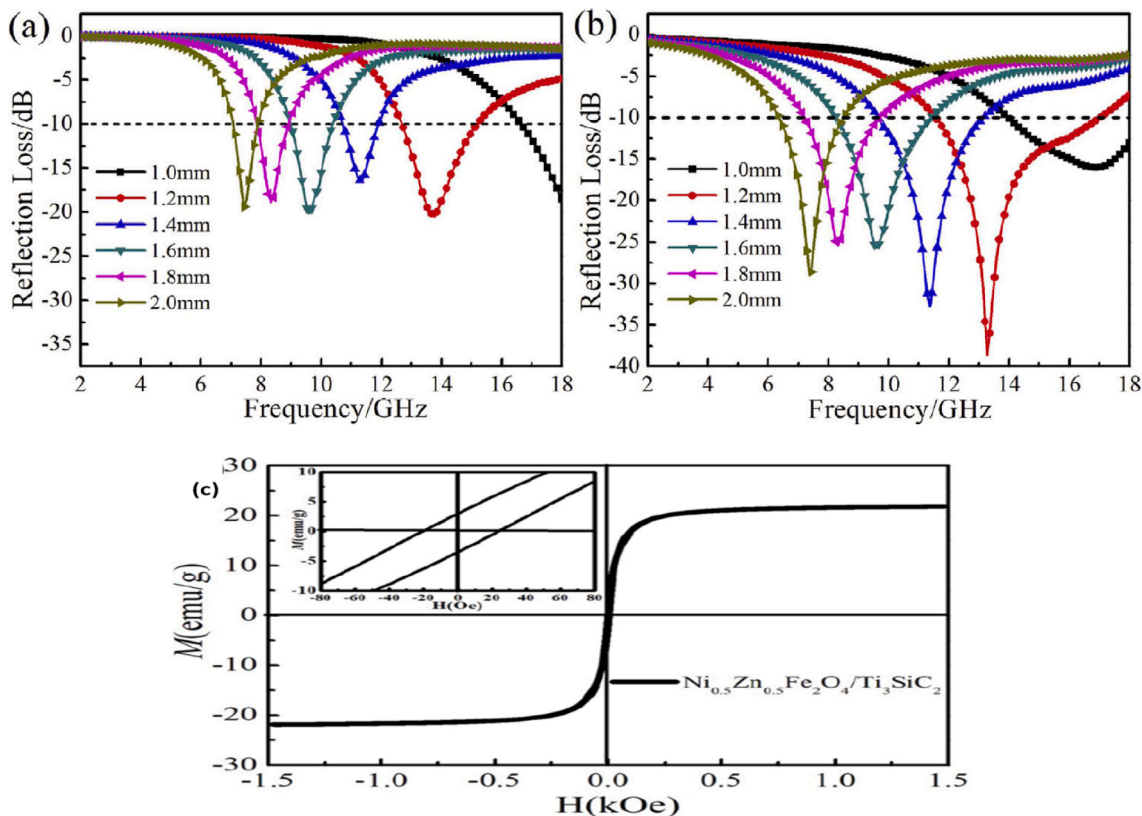 (a)
0
-5
-10
-15
-20
-25
-30
-35
Reflection Loss/dB
1.0mm
1.2mm
1.4mm
1.6mm
1.8mm
2.0mm
2 4 6 8 10 12 14 16 18
Frequency/GHz
(b)
0
-5
-10
-15
-20
-25
-30
-35
-40
Reflection Loss/dB
1.0mm
1.2mm
1.4mm
1.6mm
1.8mm
2.0mm
2 4 6 8 10 12 14 16 18
Frequency/GHz
(c)
30
20
10
0
-10
-20
-30
M(emu/g)
10
5
0
-5
-10
M(emu/g)
-80 -60 -40 -20 0 20 40 60 80
H(Oe)
Ni₀.₅Zn₀.₅Fe₂O₄/Ti₃SiC₂
-1.5 -1.0 -0.5 0.0 0.5 1.0 1.5
H(kOe)